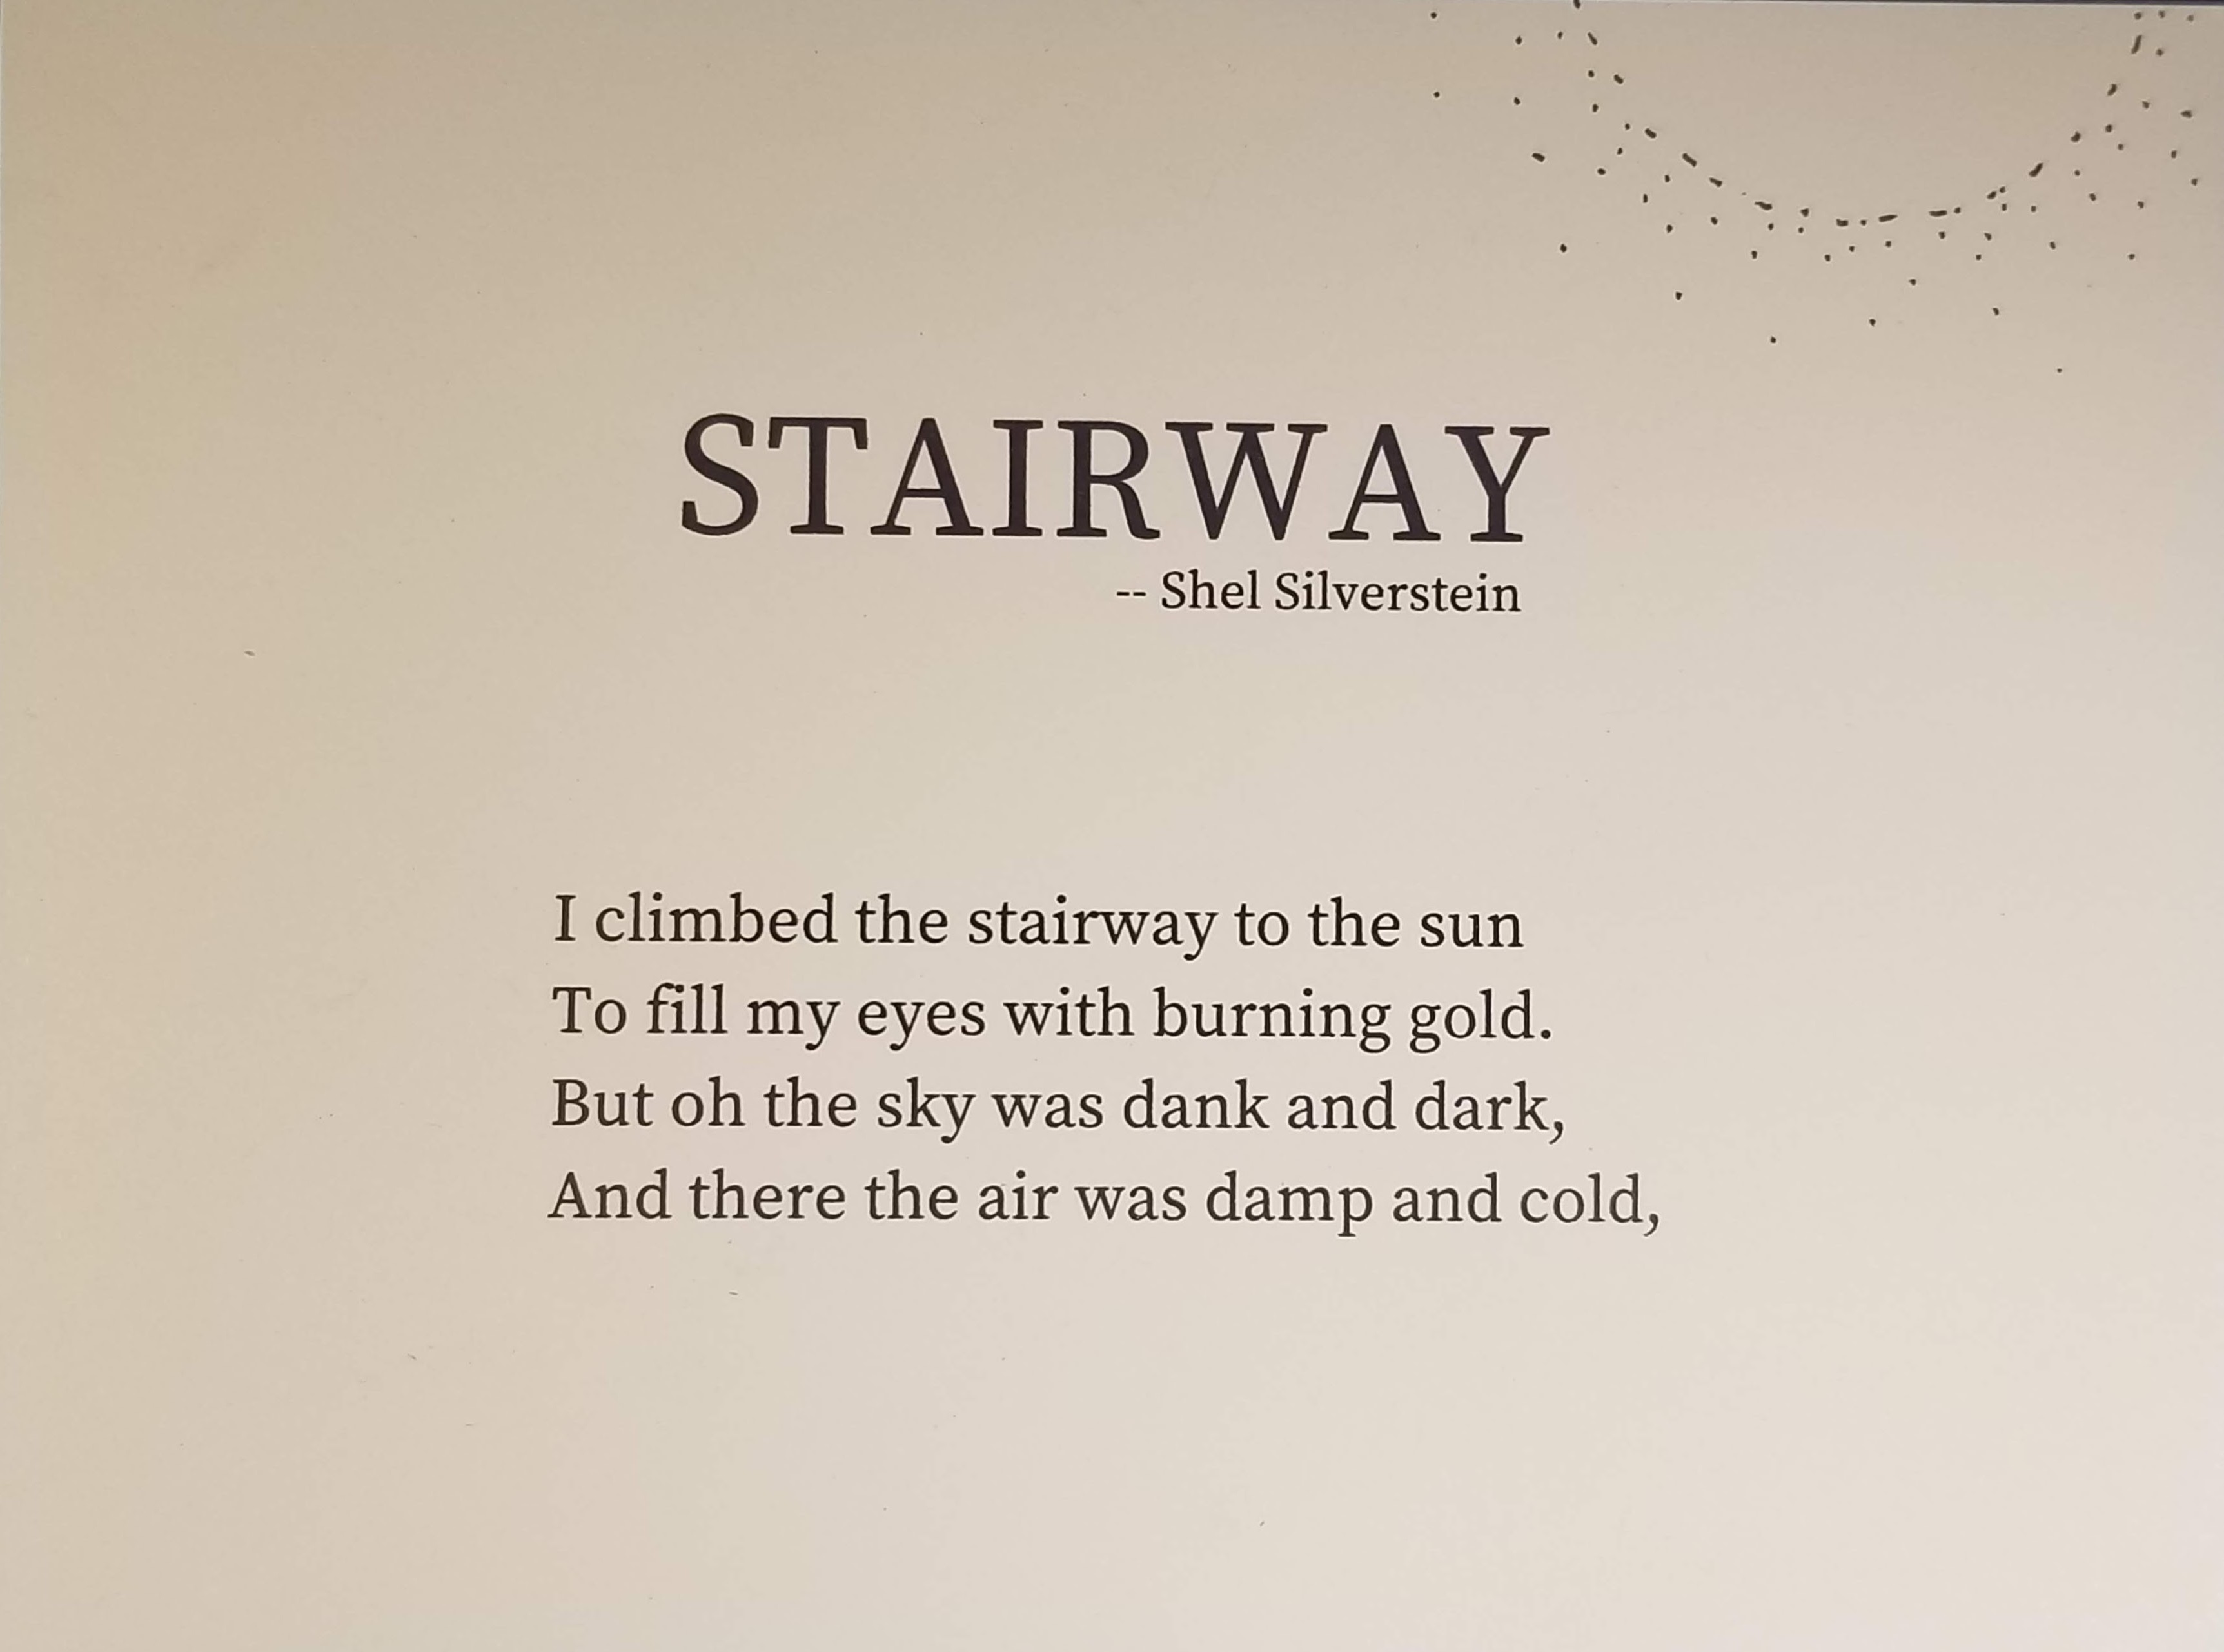 STAIRWAY
-- Shel Silverstein
I climbed the stairway to the sun
To fill my eyes with burning gold.
But oh the sky was dank and dark,
And there the air was damp and cold,